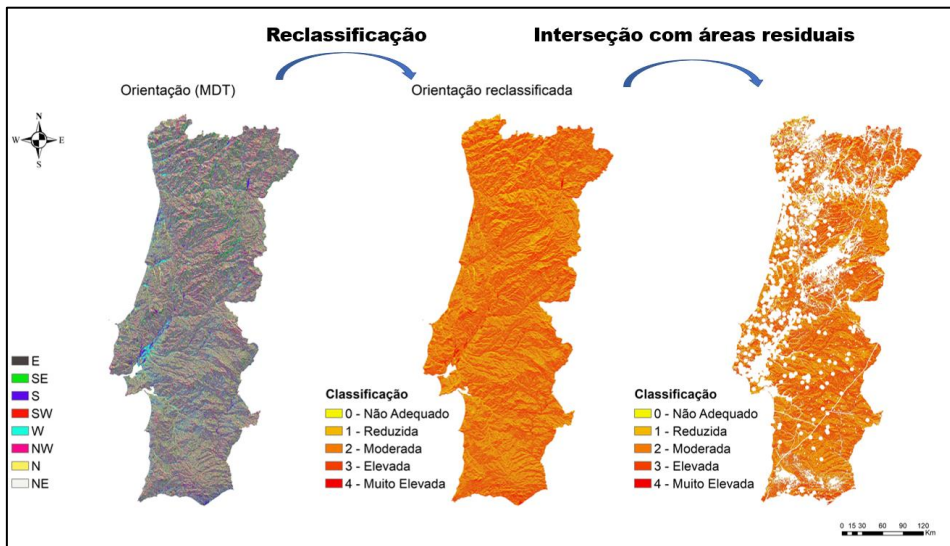 Reclassificação
Interseção com áreas residuais
Orientação (MDT)
Orientação reclassificada
N
W
E
S
E
SE
S
SW
W
NW
N
NE
Classificação
0 - Não Adequado
1 - Reduzida
2 - Moderada
3 - Elevada
4 - Muito Elevada
Classificação
0 - Não Adequado
1 - Reduzida
2 - Moderada
3 - Elevada
4 - Muito Elevada
0 15 30 60 90 120
Km